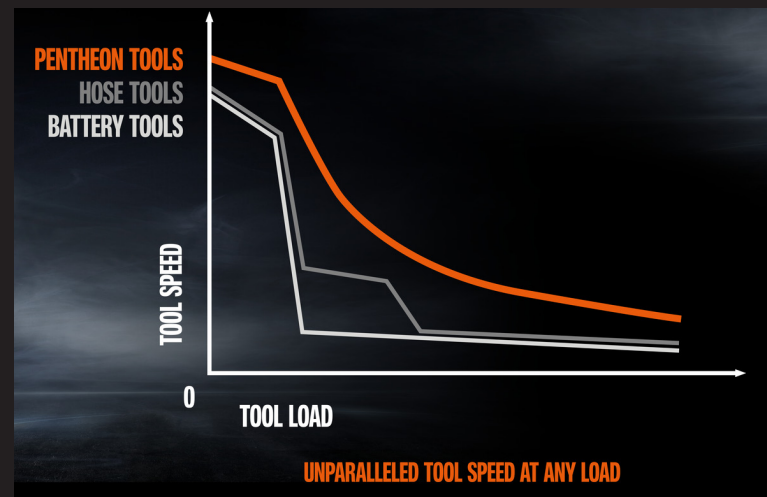 PENTHEON TOOLS
HOSE TOOLS
BATTERY TOOLS
TOOL SPEED
0
TOOL LOAD
UNPARALLELED TOOL SPEED AT ANY LOAD